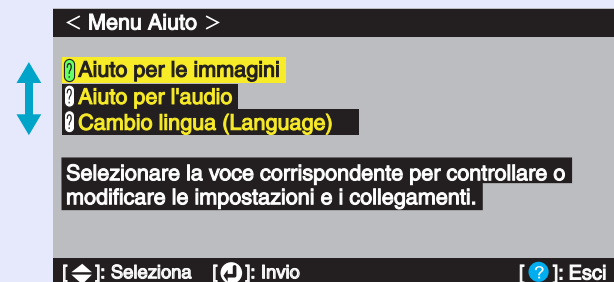 < Menu Aiuto >
? Aiuto per le immagini
? Aiuto per l'audio
? Cambio lingua (Language)
Selezionare la voce corrispondente per controllare o
modificare le impostazioni e i collegamenti.
[ ]: Seleziona [ ]: Invio [ ? ]: Esci